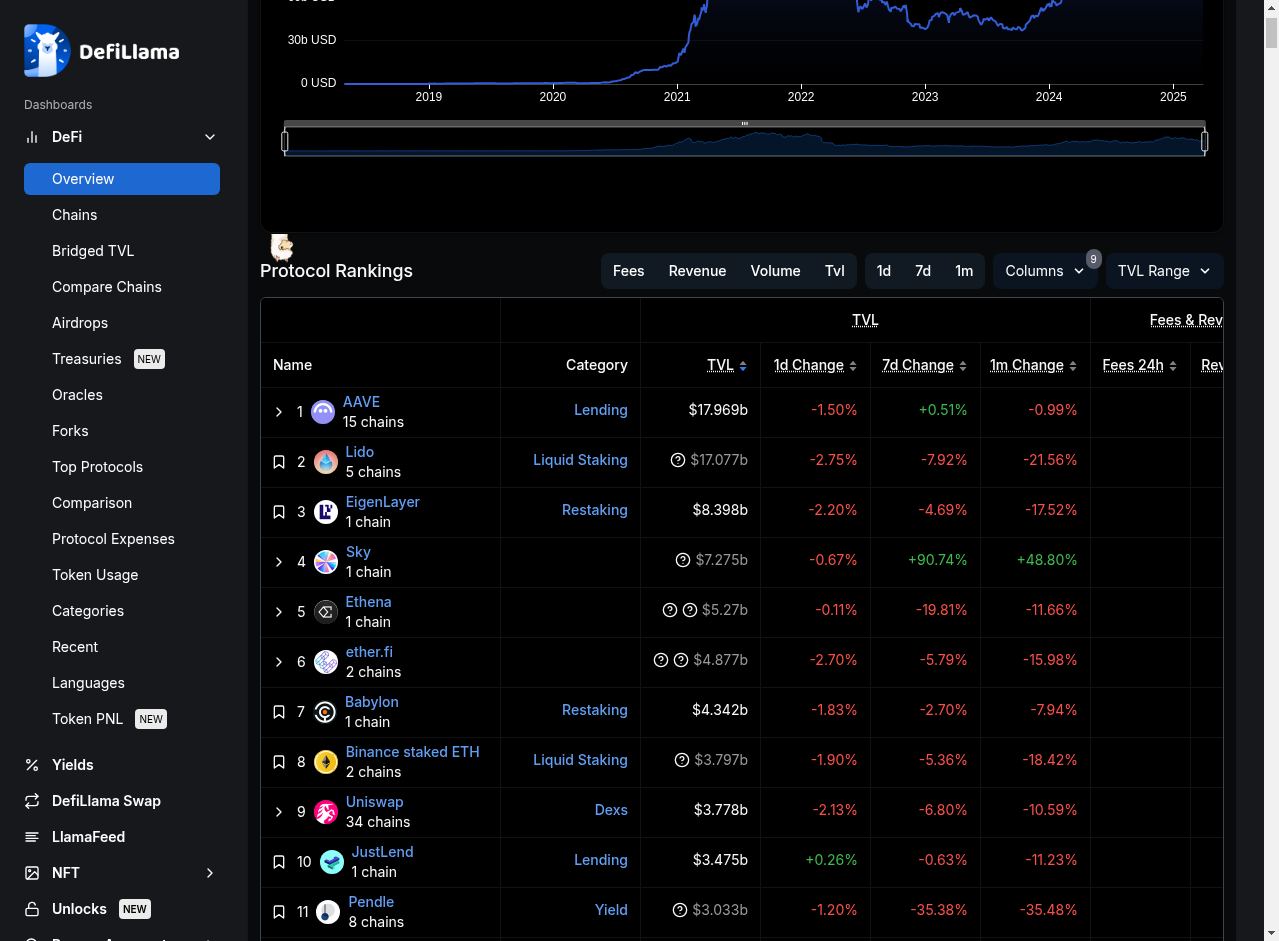 DefiLlama
Dashboards
DeFi
Overview
Chains
Bridged TVL
Compare Chains
Airdrops
Treasuries NEW
Oracles
Forks
Top Protocols
Comparison
Protocol Expenses
Token Usage
Categories
Recent
Languages
Token PNL NEW
Yields
DefiLlama Swap
LlamaFeed
NFT
Unlocks NEW
30b USD
0 USD
2019 2020 2021 2022 2023 2024 2025
Protocol Rankings
Fees Revenue Volume Tvl 1d 7d 1m Columns 9 TVL Range
TVL Fees & Rev
Name Category TVL 1d Change 7d Change 1m Change Fees 24h Rev
1 AAVE 15 chains Lending $17.969b -1.50% +0.51% -0.99%
2 Lido 5 chains Liquid Staking $17.077b -2.75% -7.92% -21.56%
3 EigenLayer 1 chain Restaking $8.398b -2.20% -4.69% -17.52%
4 Sky 1 chain $7.275b -0.67% +90.74% +48.80%
5 Ethena 1 chain $5.27b -0.11% -19.81% -11.66%
6 ether.fi 2 chains $4.877b -2.70% -5.79% -15.98%
7 Babylon 1 chain Restaking $4.342b -1.83% -2.70% -7.94%
8 Binance staked ETH 2 chains Liquid Staking $3.797b -1.90% -5.36% -18.42%
9 Uniswap 34 chains Dexs $3.778b -2.13% -6.80% -10.59%
10 JustLend 1 chain Lending $3.475b +0.26% -0.63% -11.23%
11 Pendle 8 chains Yield $3.033b -1.20% -35.38% -35.48%